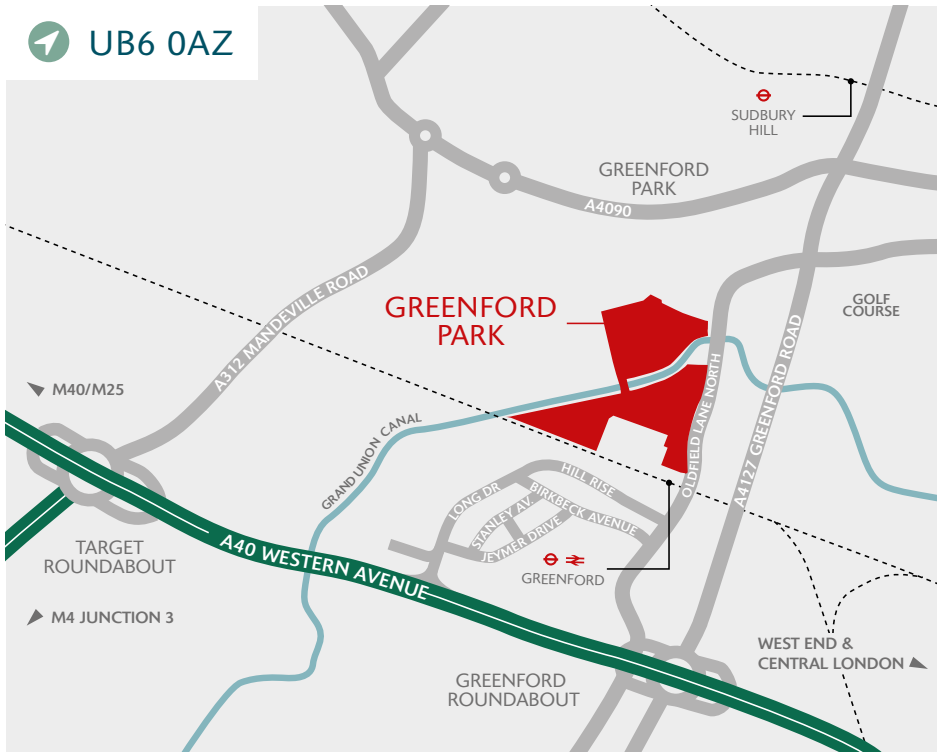 UB6 0AZ
SUDBURY
HILL
GREENFORD
PARK
A4090
A312 MANDEVILLE ROAD
GREENFORD
PARK
GOLF
COURSE
M40/M25
OLDFIELD LANE NORTH
A4127 GREENFORD ROAD
GRAND UNION CANAL
HILL RISE
LONG DR
STANLEY AV.
BIRKBECK AVENUE
JEYMER DRIVE
GREENFORD
TARGET
ROUNDABOUT
A40 WESTERN AVENUE
M4 JUNCTION 3
WEST END &
CENTRAL LONDON
GREENFORD
ROUNDABOUT